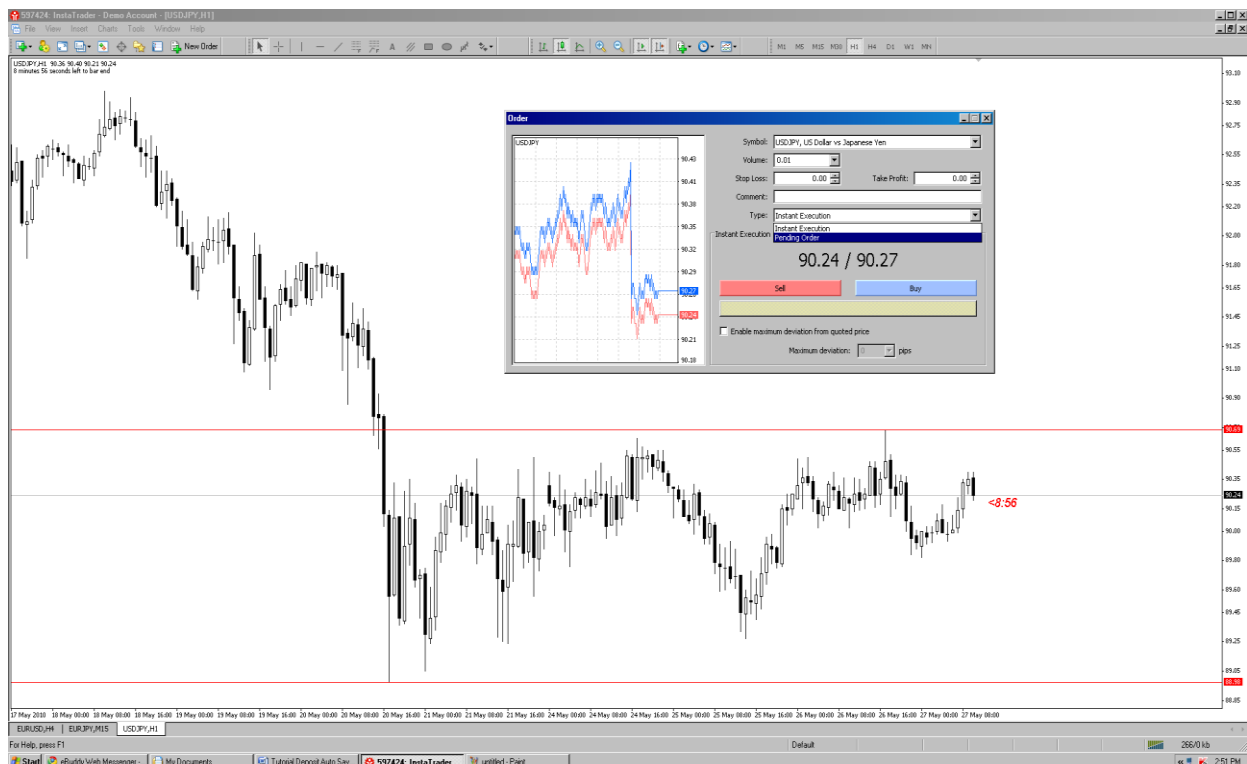 597424: InstaTrader - Demo Account - [USDJPY,H1]
File View Insert Charts Tools Window Help
New Order M1 M5 M15 M30 H1 H4 D1 W1 MN
USDJPY,H1 90.36 90.40 90.21 90.24
8 minutes 56 seconds left to bar end
93.10
92.90
92.75
92.55
92.35
92.20
92.00
91.80
91.65
91.45
91.25
91.10
90.90
90.69
90.55
90.35
90.24
90.15
90.00
89.80
89.60
89.45
89.25
89.05
88.98
88.85
Order
USDJPY
90.43
90.41
90.38
90.35
90.32
90.29
90.27
90.24
90.21
90.18
Symbol: USDJPY, US Dollar vs Japanese Yen
Volume: 0.01
Stop Loss: 0.00 Take Profit: 0.00
Comment:
Type: Instant Execution
Instant Execution
Pending Order
Instant Execution
90.24 / 90.27
Sell Buy
Enable maximum deviation from quoted price
Maximum deviation: 0 pips
<8:56
17 May 2010 18 May 00:00 18 May 08:00 18 May 16:00 19 May 00:00 19 May 08:00 19 May 16:00 20 May 00:00 20 May 08:00 20 May 16:00 21 May 00:00 21 May 08:00 21 May 16:00 24 May 00:00 24 May 08:00 24 May 16:00 25 May 00:00 25 May 08:00 25 May 16:00 26 May 00:00 26 May 08:00 26 May 16:00 27 May 00:00 27 May 08:00
EURUSD,H4 EURJPY,M15 USDJPY,H1
For Help, press F1 Default 266/0 kb
Start eBuddy Web Messenger - My Documents Tutorial Deposit Auto Sav 597424: InstaTrader untitled - Paint 2:51 PM